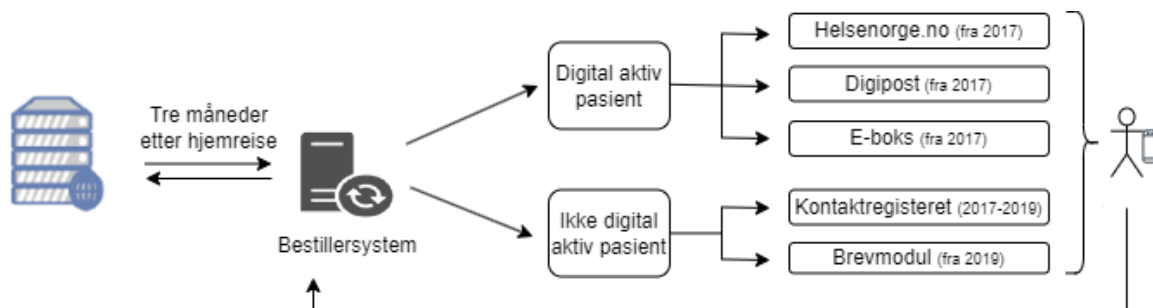 Tre måneder
etter hjemreise
Bestillersystem
Digital aktiv
pasient
Ikke digital
aktiv pasient
Helsenorge.no (fra 2017)
Digipost (fra 2017)
E-boks (fra 2017)
Kontaktregisteret (2017-2019)
Brevmodul (fra 2019)